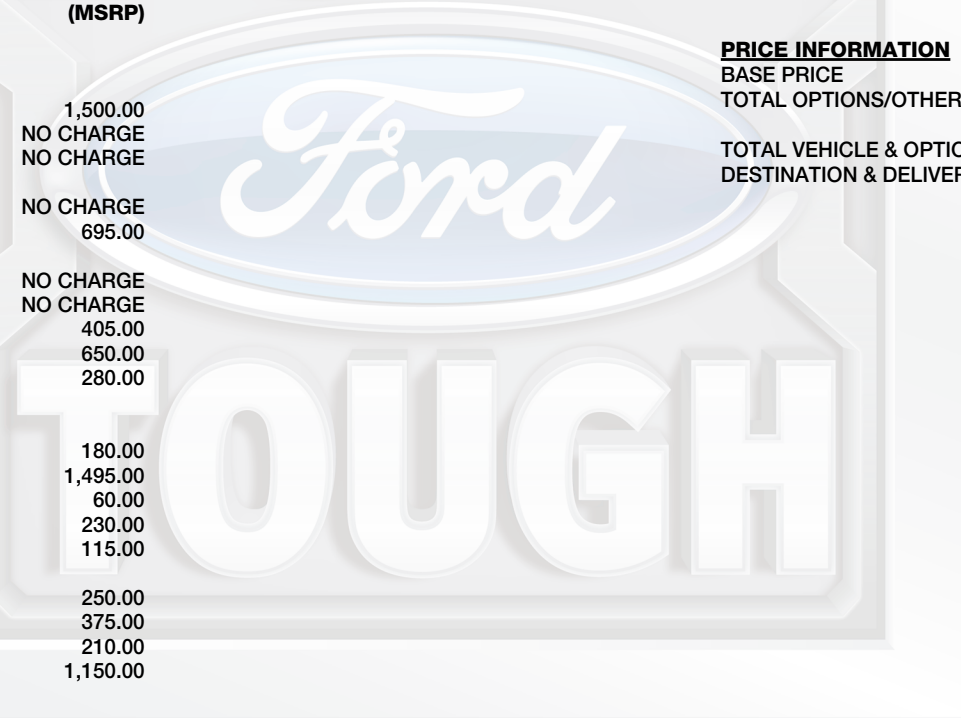 (MSRP)
1,500.00
NO CHARGE
NO CHARGE
NO CHARGE
695.00
NO CHARGE
NO CHARGE
405.00
650.00
280.00
180.00
1,495.00
60.00
230.00
115.00
250.00
375.00
210.00
1,150.00
PRICE INFORMATION
BASE PRICE
TOTAL OPTIONS/OTHER
TOTAL VEHICLE & OPTIO
DESTINATION & DELIVER
Ford
TOUGH